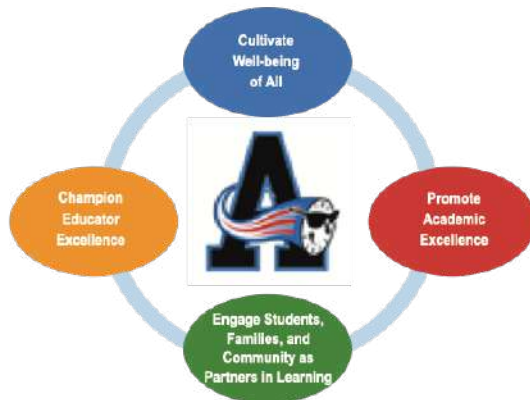 Cultivate
Well-being
of All
Champion
Educator
Excellence
A
Promote
Academic
Excellence
Engage Students,
Families, and
Community as
Partners in Learning